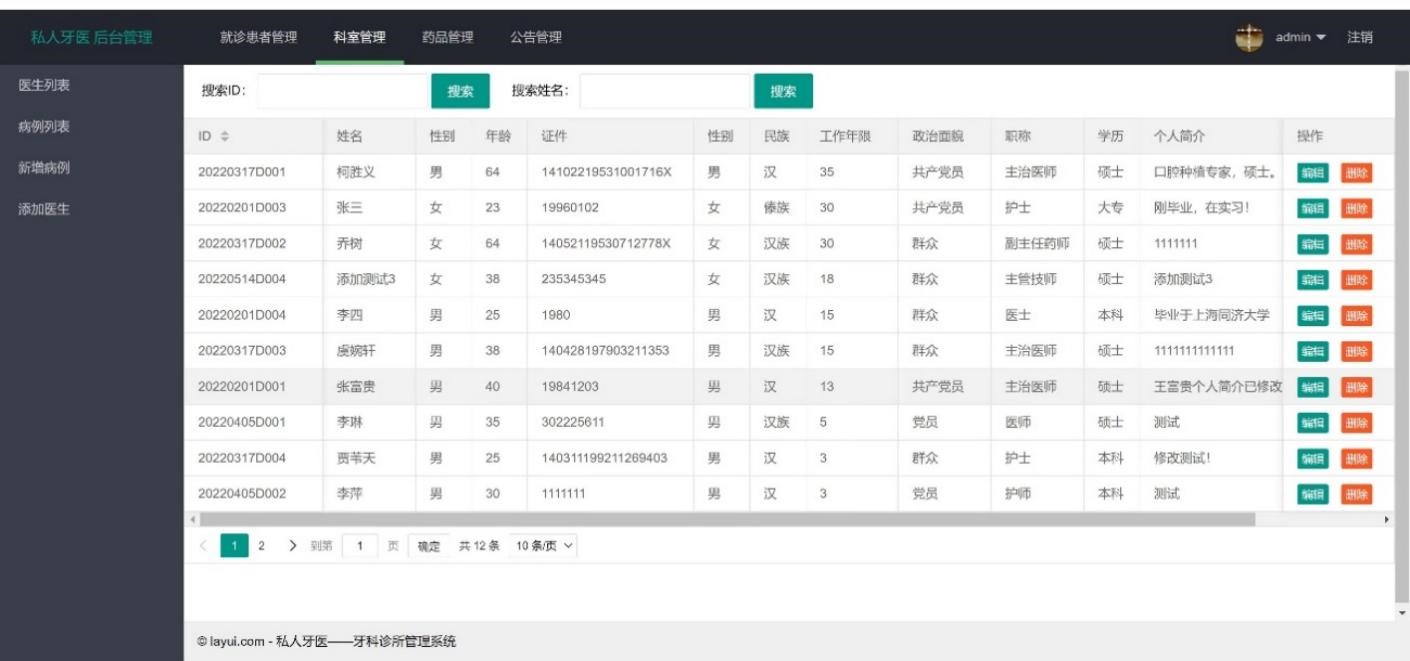 私人牙医 后台管理 就诊患者管理 科室管理 药品管理 公告管理 admin 注销
医生列表
病例列表
新增病例
添加医生
搜索ID: 搜索 搜索姓名: 搜索
ID 姓名 性别 年龄 证件 性别 民族 工作年限 政治面貌 职称 学历 个人简介 操作
20220317D001 柯胜义 男 64 14102219531001716X 男 汉 35 共产党员 主治医师 硕士 口腔种植专家，硕士。 编辑 删除
20220201D003 张三 女 23 19960102 女 傣族 30 共产党员 护士 大专 刚毕业，在实习! 编辑 删除
20220317D002 乔树 女 64 14052119530712778X 女 汉族 30 群众 副主任药师 硕士 1111111 编辑 删除
20220514D004 添加测试3 女 38 235345345 女 汉族 18 群众 主管技师 硕士 添加测试3 编辑 删除
20220201D004 李四 男 25 1980 男 汉 15 群众 医士 本科 毕业于上海同济大学 编辑 删除
20220317D003 虞婉轩 男 38 140428197903211353 男 汉族 15 群众 主治医师 硕士 1111111111111 编辑 删除
20220201D001 张富贵 男 40 19841203 男 汉 13 共产党员 主治医师 硕士 王富贵个人简介已修改 编辑 删除
20220405D001 李琳 男 35 302225611 男 汉族 5 党员 医师 硕士 测试 编辑 删除
20220317D004 贾苇天 男 25 140311199211269403 男 汉 3 群众 护士 本科 修改测试! 编辑 删除
20220405D002 李萍 男 30 1111111 男 汉 3 党员 护师 本科 测试 编辑 删除
1 2 到第 1 页 确定 共 12 条 10 条/页
© layui.com - 私人牙医——牙科诊所管理系统